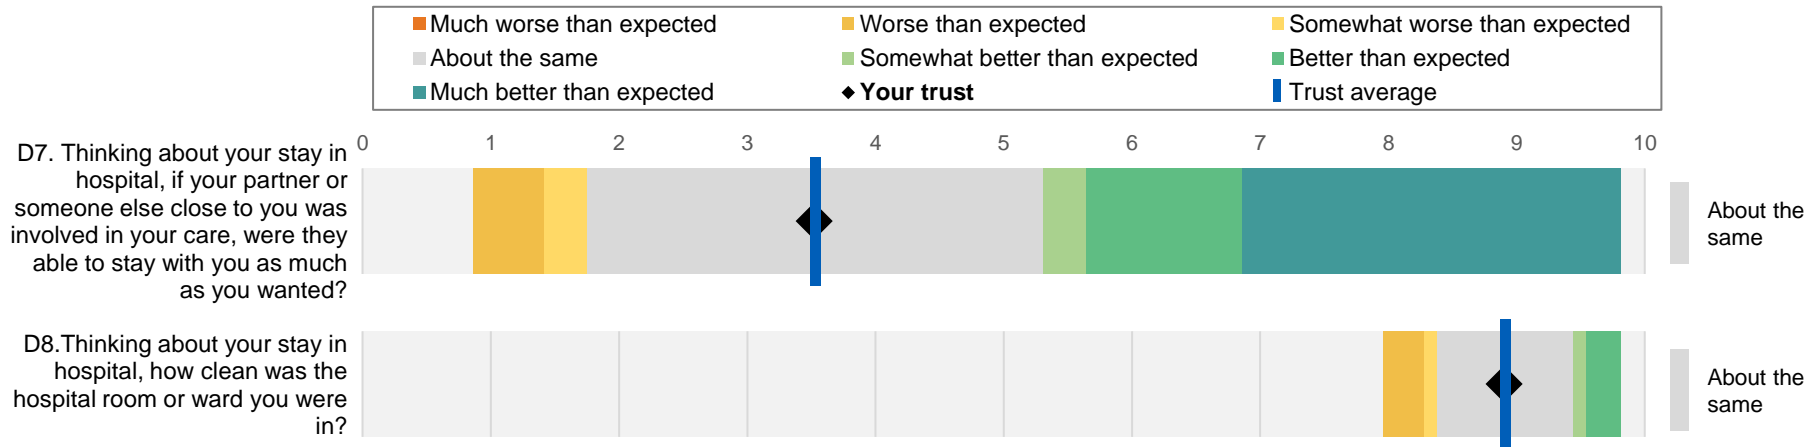 Much worse than expected
Worse than expected
Somewhat worse than expected
About the same
Somewhat better than expected
Better than expected
Much better than expected
Your trust
Trust average
0 1 2 3 4 5 6 7 8 9 10
D7. Thinking about your stay in
hospital, if your partner or
someone else close to you was
involved in your care, were they
able to stay with you as much
as you wanted?
About the
same
D8.Thinking about your stay in
hospital, how clean was the
hospital room or ward you were
in?
About the
same